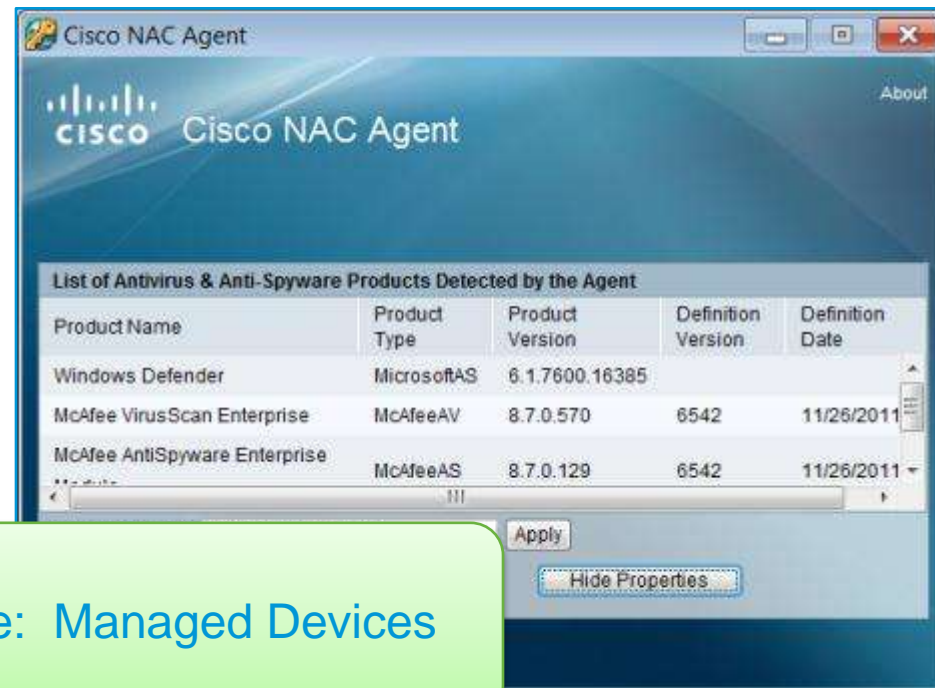 Cisco NAC Agent
About
CISCO Cisco NAC Agent
List of Antivirus & Anti-Spyware Products Detected by the Agent
Product Name Product Type Product Version Definition Version Definition Date
Windows Defender MicrosoftAS 6.1.7600.16385
McAfee VirusScan Enterprise McAfeeAV 8.7.0.570 6542 11/26/2011
McAfee AntiSpyware Enterprise McAfeeAS 8.7.0.129 6542 11/26/2011
Apply
Hide Properties
e: Managed Devices